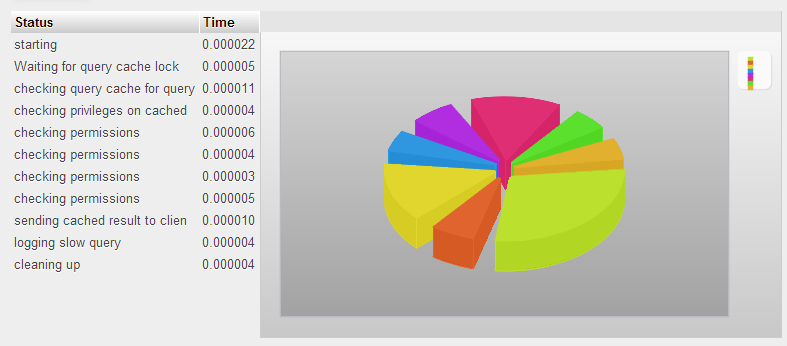 Status Time
starting 0.000022
Waiting for query cache lock 0.000005
checking query cache for query 0.000011
checking privileges on cached 0.000004
checking permissions 0.000006
checking permissions 0.000004
checking permissions 0.000003
checking permissions 0.000005
sending cached result to clien 0.000010
logging slow query 0.000004
cleaning up 0.000004